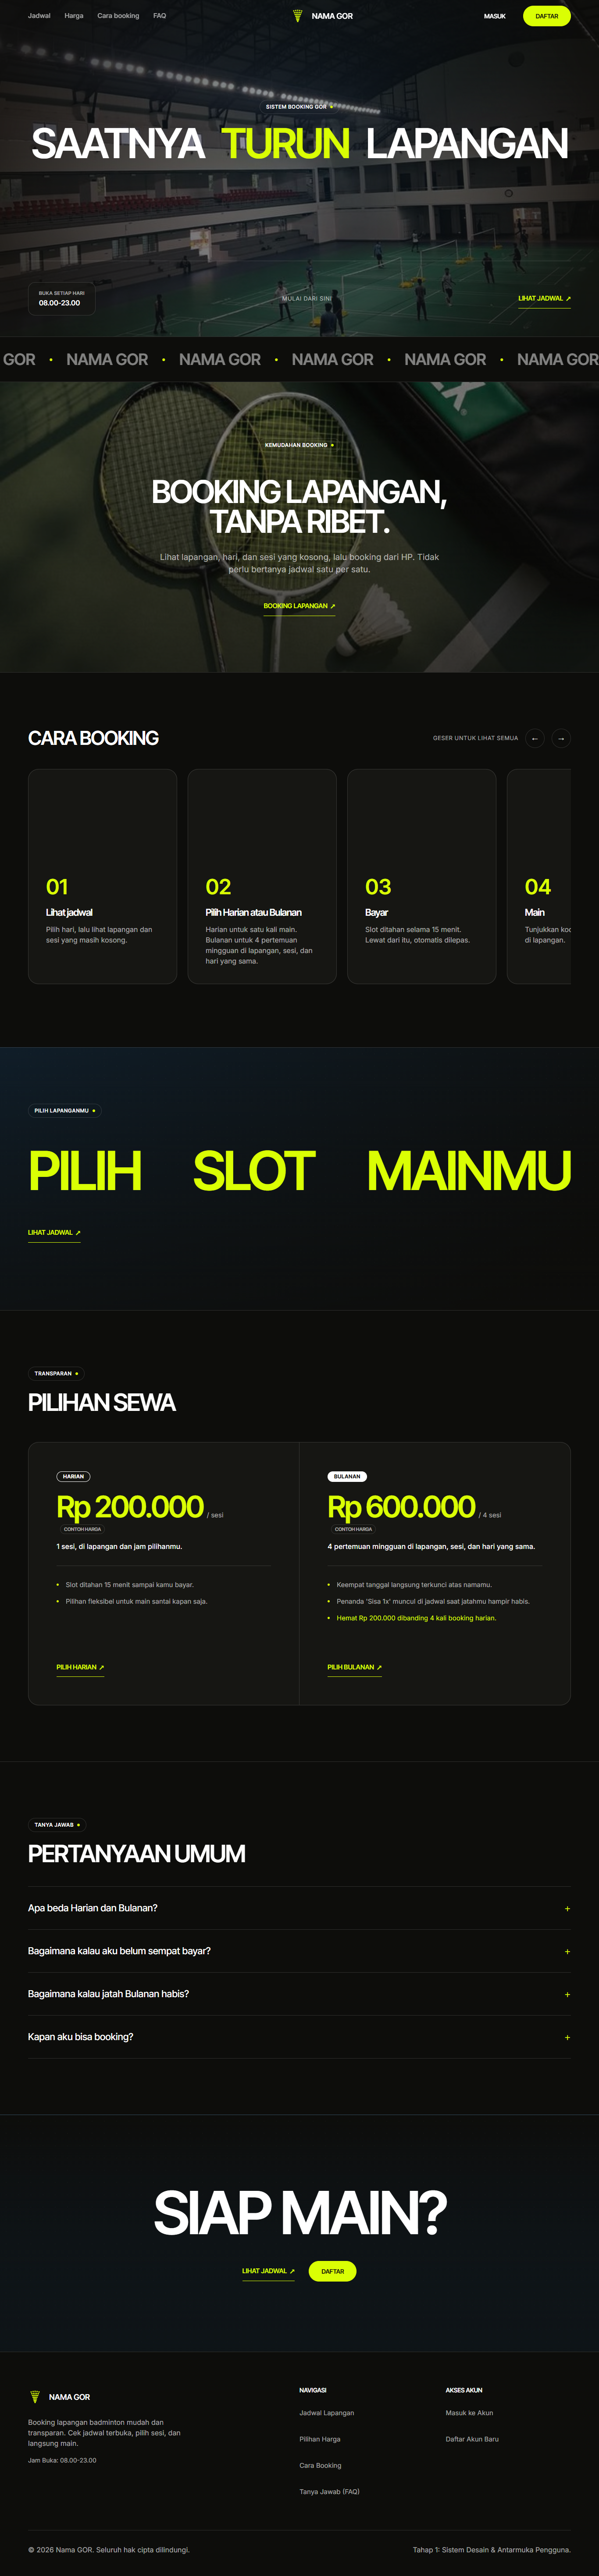 Jadwal Harga Cara booking FAQ NAMA GOR MASUK DAFTAR
SISTEM BOOKING GOR
SAATNYA TURUN LAPANGAN
BUKA SETIAP HARI
08.00-23.00
MULAI DARI SINI
LIHAT JADWAL ↗
GOR • NAMA GOR • NAMA GOR • NAMA GOR • NAMA GOR • NAMA GOR
KEMUDAHAN BOOKING
BOOKING LAPANGAN,
TANPA RIBET.
Lihat lapangan, hari, dan sesi yang kosong, lalu booking dari HP. Tidak
perlu bertanya jadwal satu per satu.
BOOKING LAPANGAN ↗
CARA BOOKING
GESER UNTUK LIHAT SEMUA ← →
01
Lihat jadwal
Pilih hari, lalu lihat lapangan dan
sesi yang masih kosong.
02
Pilih Harian atau Bulanan
Harian untuk satu kali main.
Bulanan untuk 4 pertemuan
mingguan di lapangan, sesi, dan
hari yang sama.
03
Bayar
Slot ditahan selama 15 menit.
Lewat dari itu, otomatis dilepas.
04
Main
Tunjukkan koc
di lapangan.
PILIH LAPANGANMU
PILIH SLOT MAINMU
LIHAT JADWAL ↗
TRANSPARAN
PILIHAN SEWA
HARIAN
Rp 200.000 / sesi
CONTOH HARGA
1 sesi, di lapangan dan jam pilihanmu.
• Slot ditahan 15 menit sampai kamu bayar.
• Pilihan fleksibel untuk main santai kapan saja.
PILIH HARIAN ↗
BULANAN
Rp 600.000 / 4 sesi
CONTOH HARGA
4 pertemuan mingguan di lapangan, sesi, dan hari yang sama.
• Keempat tanggal langsung terkunci atas namamu.
• Penanda 'Sisa 1x' muncul di jadwal saat jatahmu hampir habis.
• Hemat Rp 200.000 dibanding 4 kali booking harian.
PILIH BULANAN ↗
TANYA JAWAB
PERTANYAAN UMUM
Apa beda Harian dan Bulanan? +
Bagaimana kalau aku belum sempat bayar? +
Bagaimana kalau jatah Bulanan habis? +
Kapan aku bisa booking? +
SIAP MAIN?
LIHAT JADWAL ↗ DAFTAR
NAMA GOR
Booking lapangan badminton mudah dan
transparan. Cek jadwal terbuka, pilih sesi, dan
langsung main.
Jam Buka: 08.00-23.00
NAVIGASI
Jadwal Lapangan
Pilihan Harga
Cara Booking
Tanya Jawab (FAQ)
AKSES AKUN
Masuk ke Akun
Daftar Akun Baru
© 2026 Nama GOR. Seluruh hak cipta dilindungi.
Tahap 1: Sistem Desain & Antarmuka Pengguna.